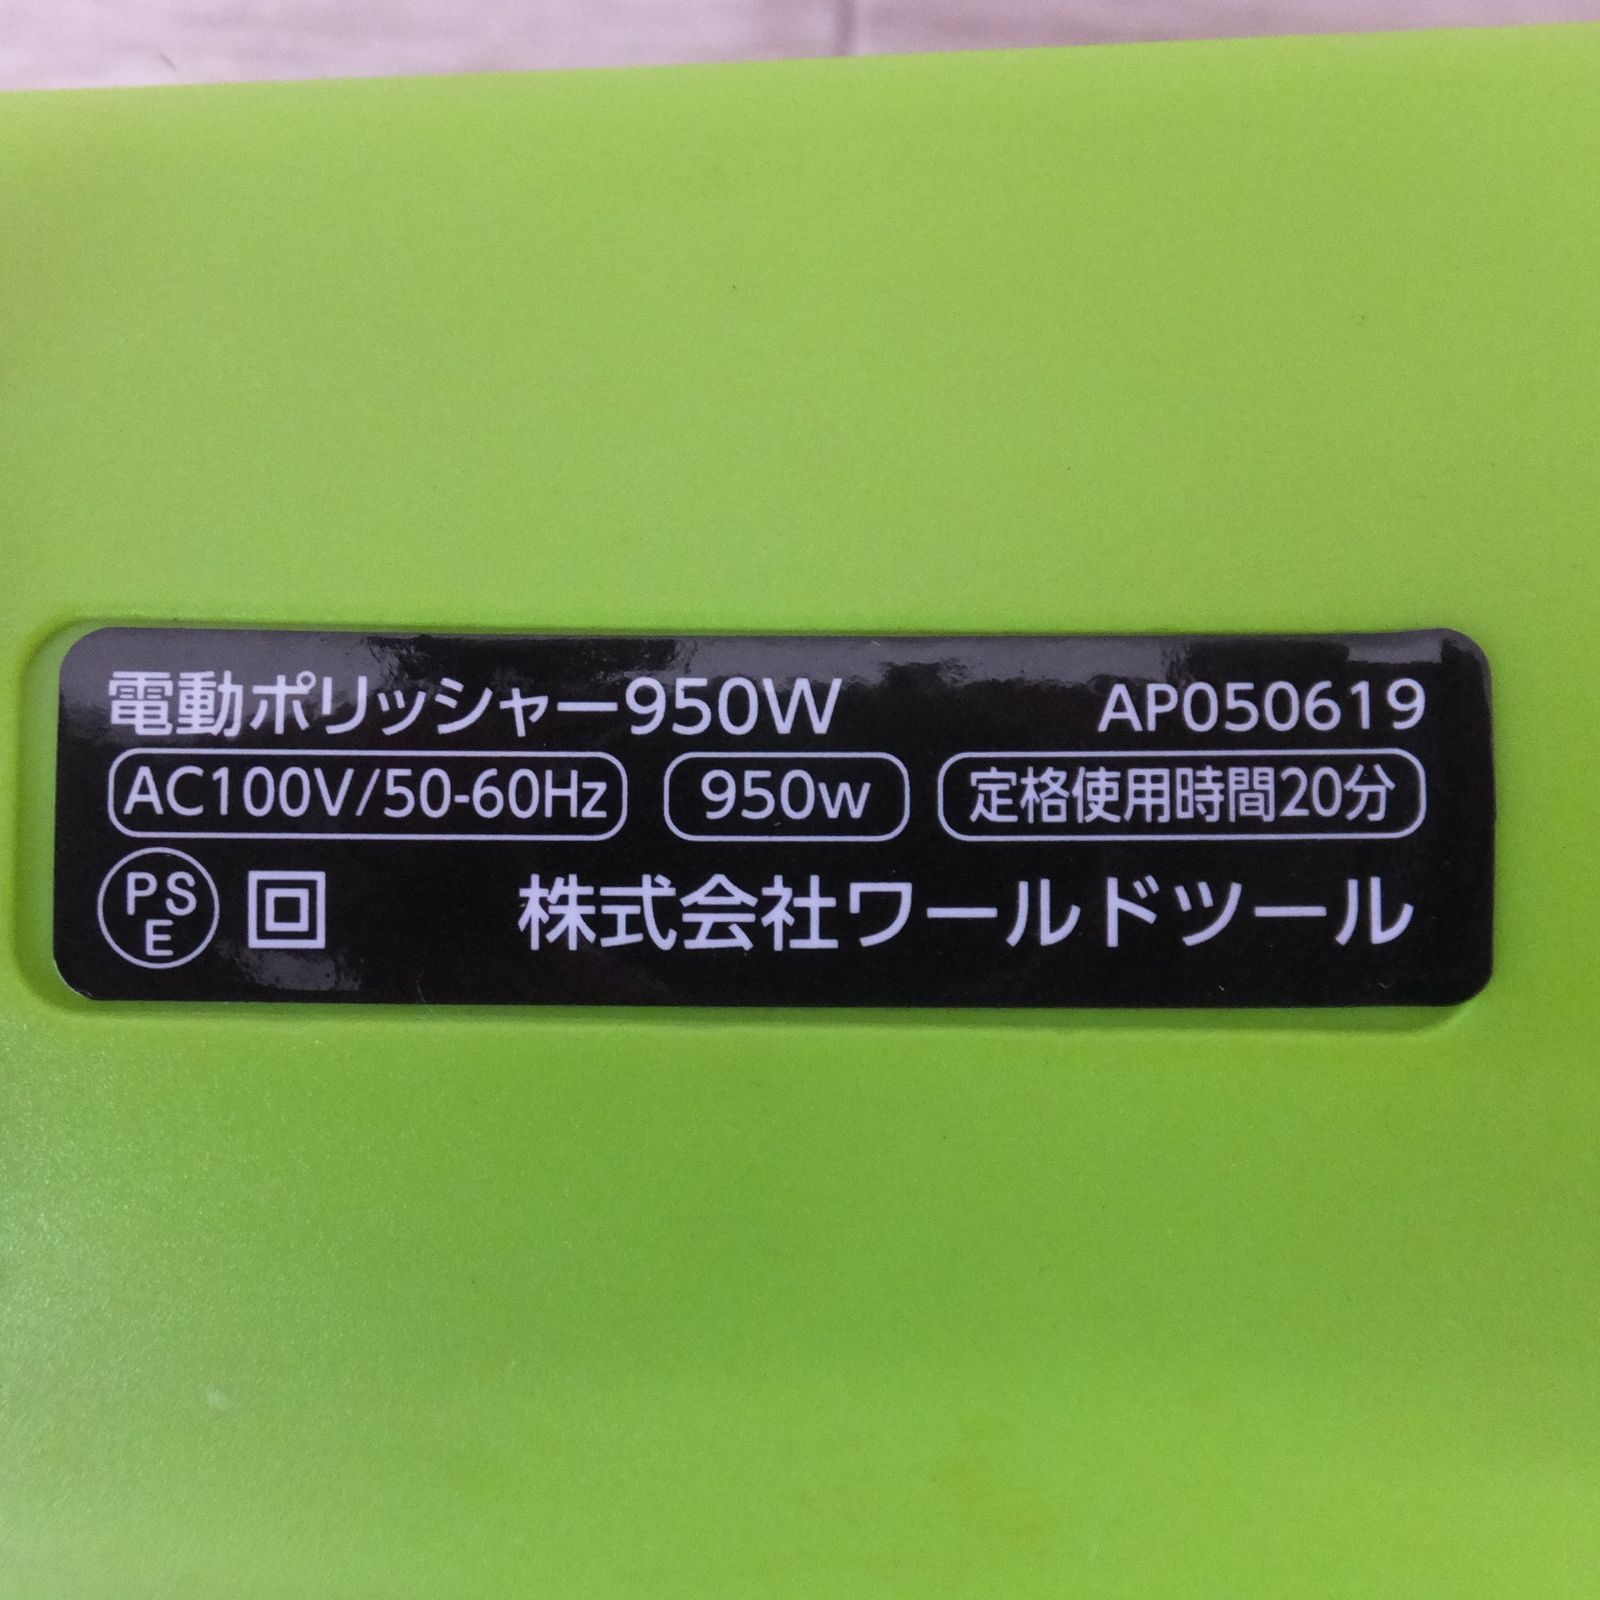 電動ポリッシャー950W AP050619
AC100V/50-60Hz 950w 定格使用時間20分
PSE 株式会社ワールドツール